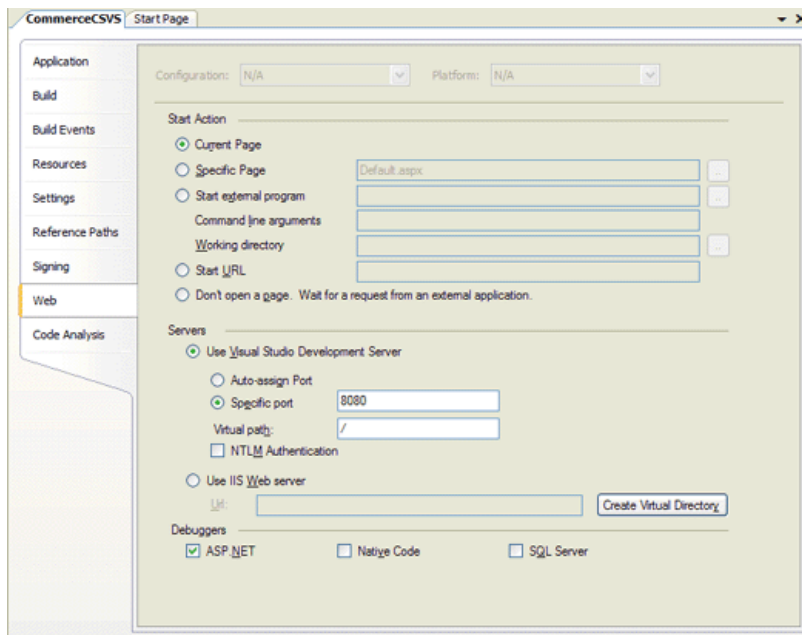 CommerceCSVS Start Page
Application
Build
Build Events
Resources
Settings
Reference Paths
Signing
Web
Code Analysis
Configuration: N/A Platform: N/A
Start Action
Current Page
Specific Page Default.aspx ..
Start external program ..
Command line arguments
Working directory ..
Start URL
Don't open a page. Wait for a request from an external application.
Servers
Use Visual Studio Development Server
Auto-assign Port
Specific port 8080
Virtual path: /
NTLM Authentication
Use IIS Web server
Url: Create Virtual Directory
Debuggers
ASP.NET Native Code SQL Server